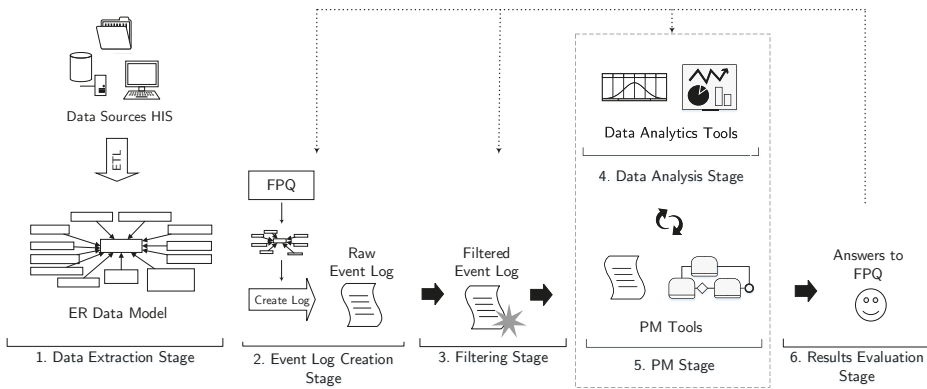 Data Sources HIS
ETL
ER Data Model
1. Data Extraction Stage
FPQ
Create Log
Raw
Event Log
2. Event Log Creation
Stage
Filtered
Event Log
3. Filtering Stage
Data Analytics Tools
4. Data Analysis Stage
PM Tools
5. PM Stage
Answers to
FPQ
6. Results Evaluation
Stage